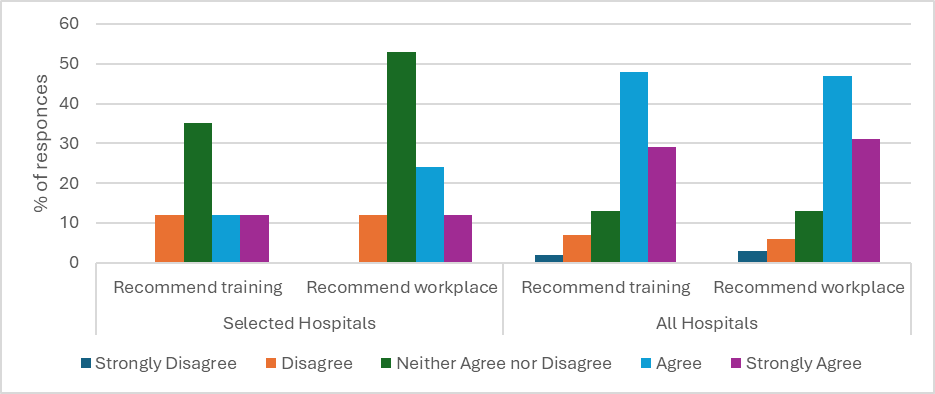 60
50
40
30
20
10
0
% of responces
Recommend training Recommend workplace Recommend training Recommend workplace
Selected Hospitals All Hospitals
Strongly Disagree Disagree Neither Agree nor Disagree Agree Strongly Agree